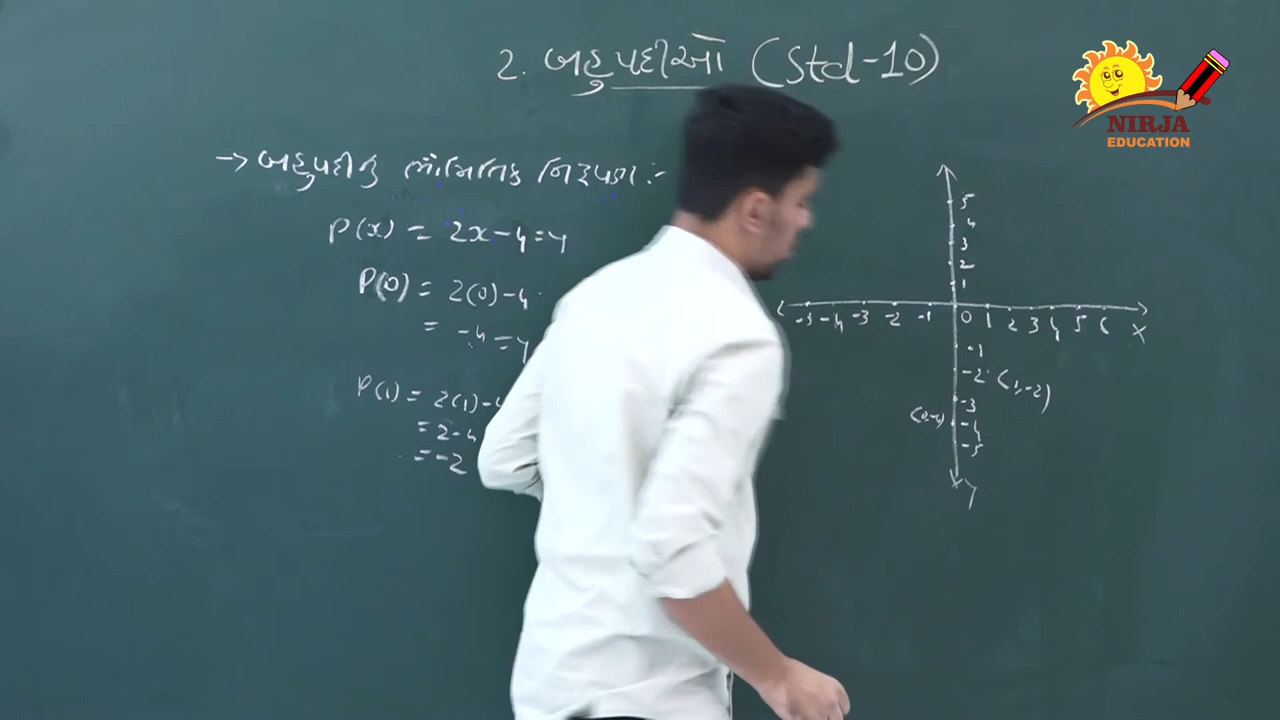 2. બહુપદીઓ (Std-10)
NIRJA
EDUCATION
→ બહુપદીનું ભૌમિતિક નિરૂપણ :-
P(x) = 2x-4=y
P(0) = 2(0)-4
= -4 = y
P(1) = 2(1)-4
= 2-4
= -2
5
4
3
2
1
-5 -4 -3 -2 -1 0 1 2 3 4 5 6 X
-1
-2 (1,-2)
-3
(0,-4) -4
-5
Y